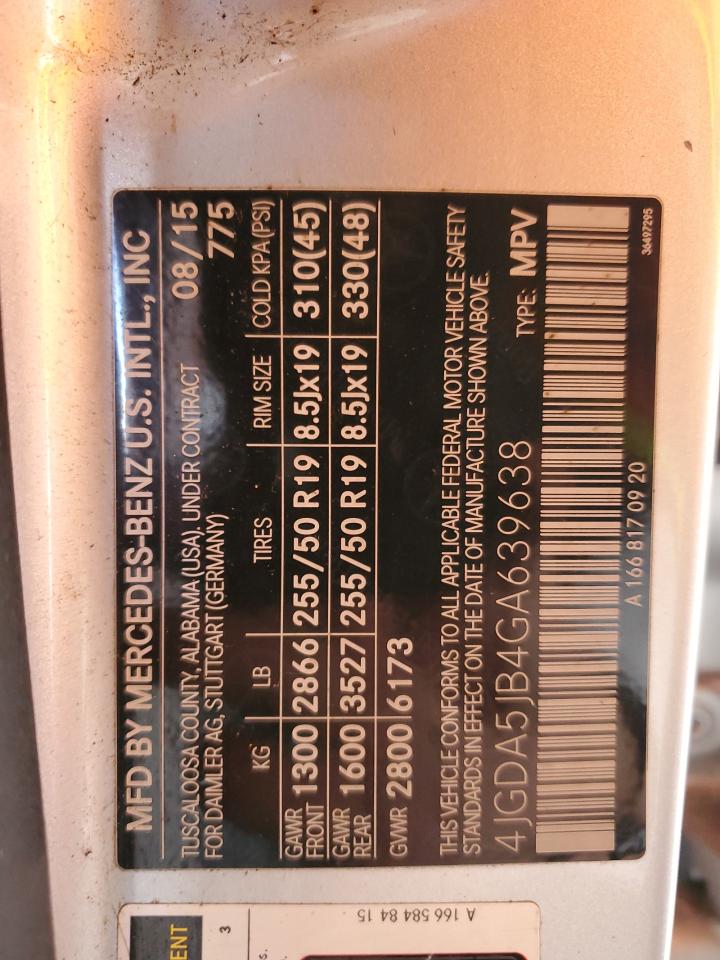 MFD BY MERCEDES-BENZ U.S. INTL., INC
TUSCALOOSA COUNTY, ALABAMA (USA), UNDER CONTRACT 08/15
FOR DAIMLER AG, STUTTGART (GERMANY) 775
KG LB TIRES RIM SIZE COLD KPA(PSI)
GAWR FRONT 1300 2866 255/50 R19 8.5Jx19 310(45)
GAWR REAR 1600 3527 255/50 R19 8.5Jx19 330(48)
GVWR 2800 6173
THIS VEHICLE CONFORMS TO ALL APPLICABLE FEDERAL MOTOR VEHICLE SAFETY
STANDARDS IN EFFECT ON THE DATE OF MANUFACTURE SHOWN ABOVE.
4JGDA5JB4GA639638 TYPE: MPV
A 166 817 09 20 36497295
ENT
3
s.
A 166 584 84 15